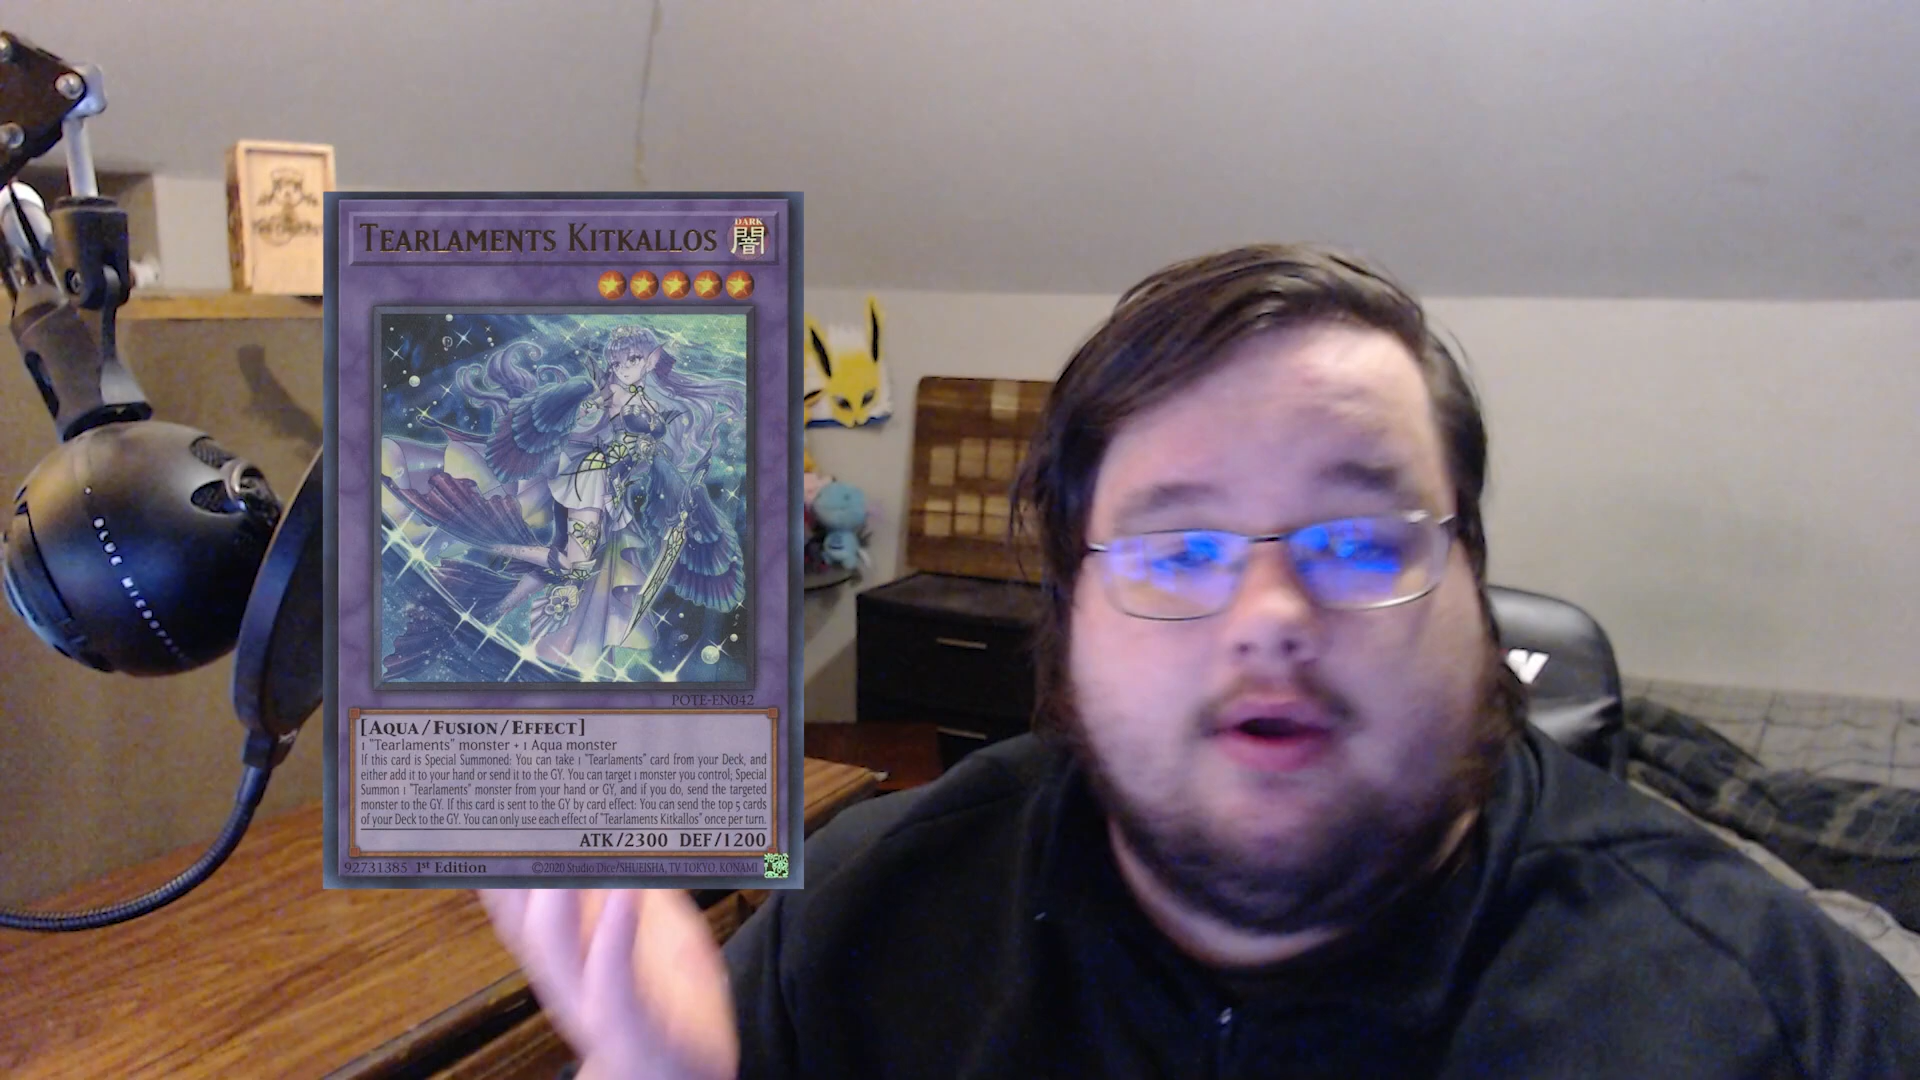 TEARLAMENTS KITKALLOS
DARK
闇
POTE-EN042
[AQUA/FUSION/EFFECT]
1 "Tearlaments" monster + 1 Aqua monster
If this card is Special Summoned: You can take 1 "Tearlaments" card from your Deck, and
either add it to your hand or send it to the GY. You can target 1 monster you control; Special
Summon 1 "Tearlaments" monster from your hand or GY, and if you do, send the targeted
monster to the GY. If this card is sent to the GY by card effect: You can send the top 5 cards
of your Deck to the GY. You can only use each effect of "Tearlaments Kitkallos" once per turn.
ATK/2300 DEF/1200
92731385 1st Edition
©2020 Studio Dice/SHUEISHA, TV TOKYO, KONAMI
BLUE